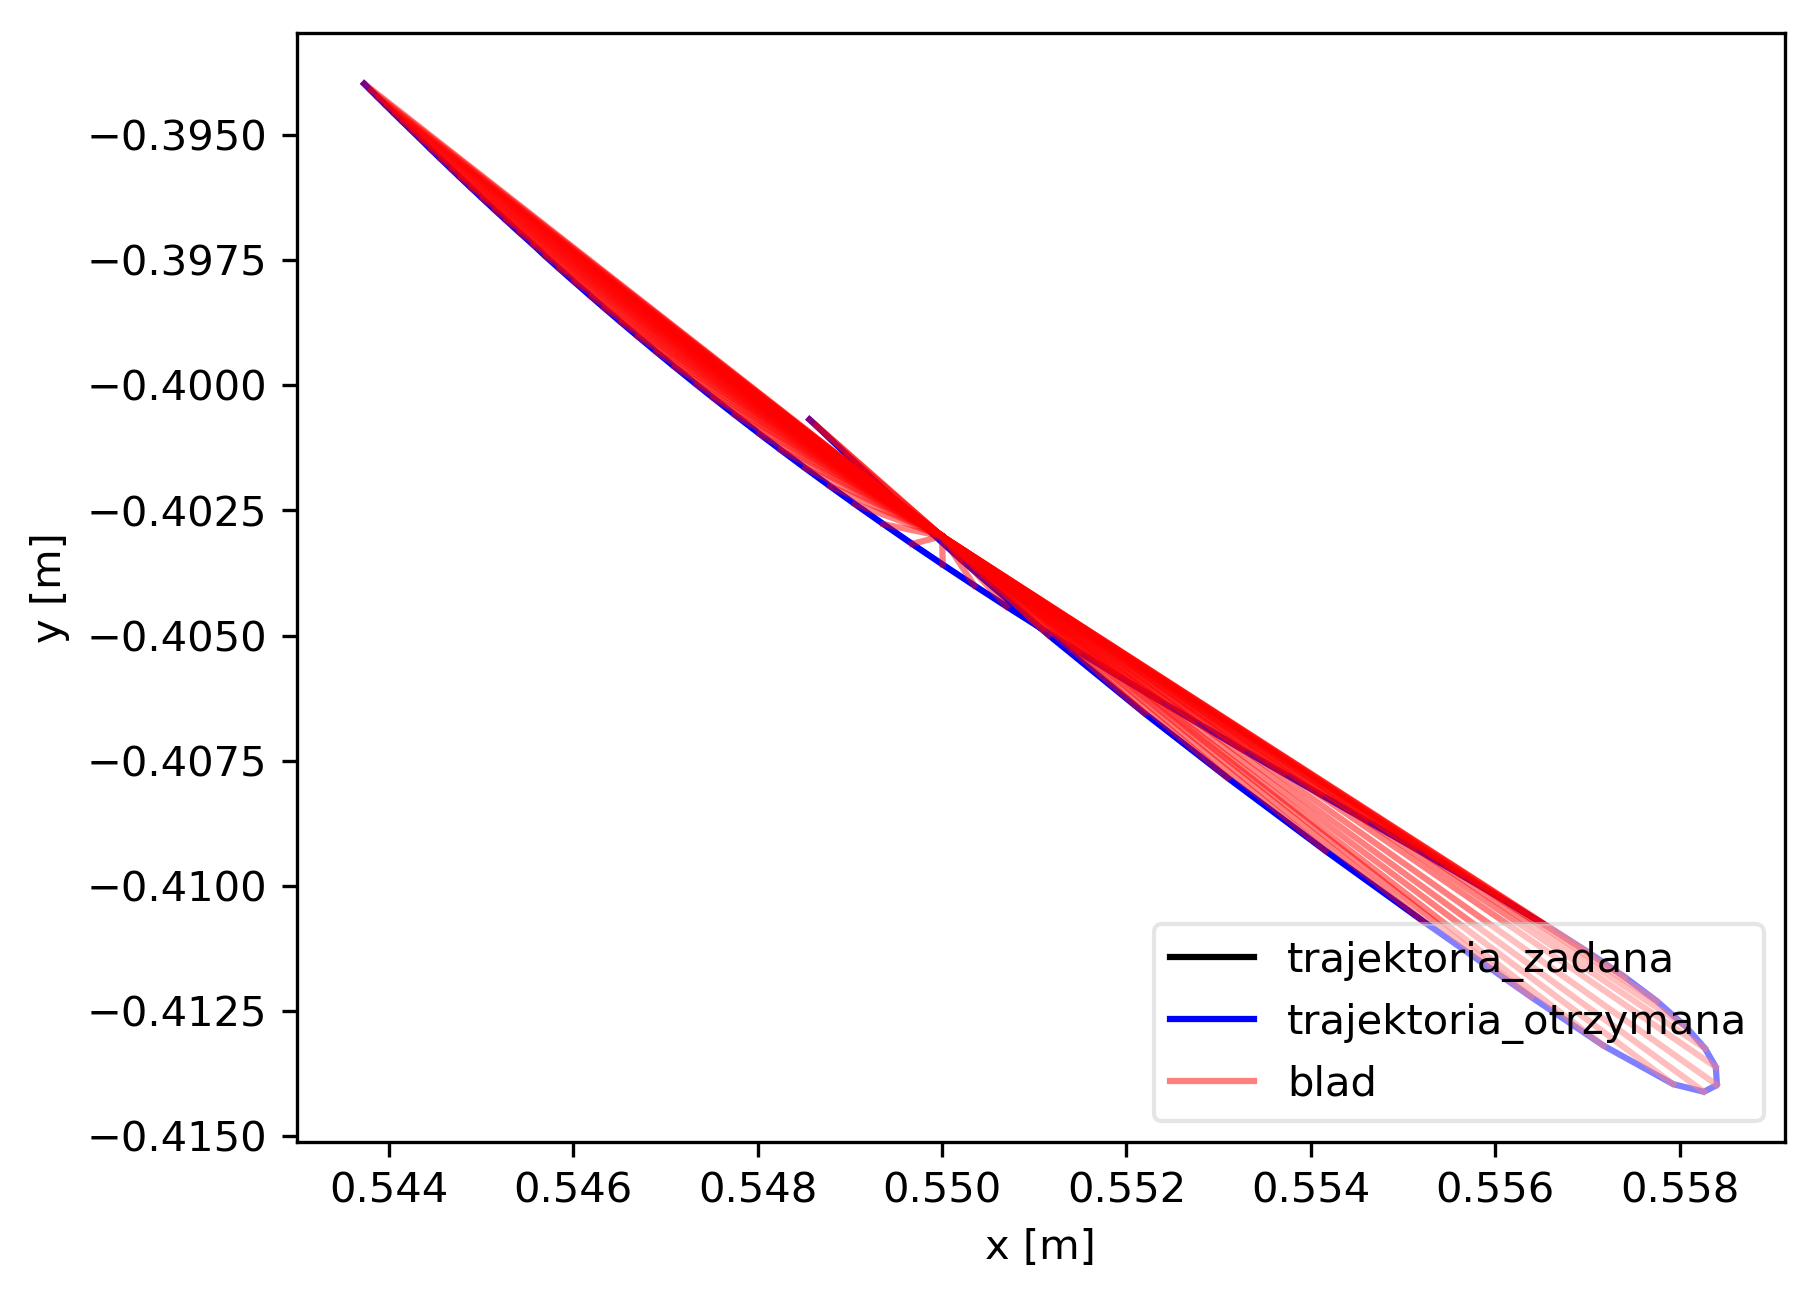 −0.3950
−0.3975
−0.4000
−0.4025
−0.4050
−0.4075
−0.4100
−0.4125
−0.4150
y [m]
trajektoria_zadana
trajektoria_otrzymana
blad
0.544 0.546 0.548 0.550 0.552 0.554 0.556 0.558
x [m]